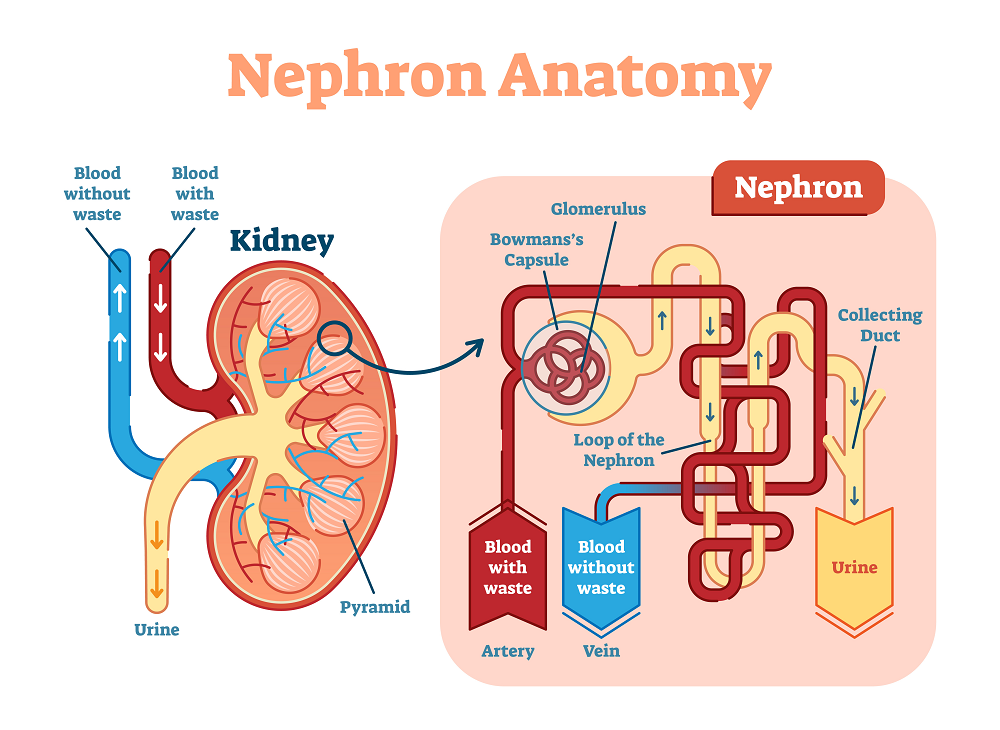 Nephron Anatomy
Blood
without
waste
Blood
with
waste
Kidney
Urine
Pyramid
Nephron
Glomerulus
Bowmans's
Capsule
Collecting
Duct
Loop of the
Nephron
Blood
with
waste
Artery
Blood
without
waste
Vein
Urine